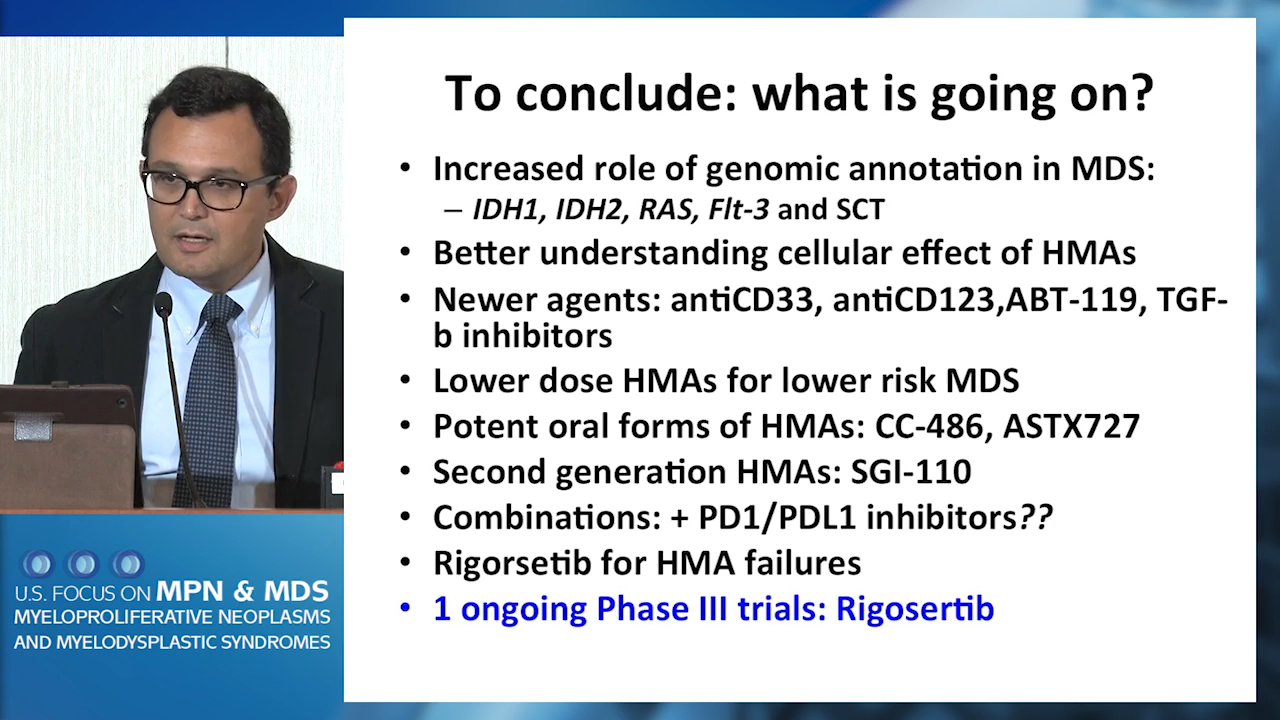 To conclude: what is going on?
• Increased role of genomic annotation in MDS:
– IDH1, IDH2, RAS, Flt-3 and SCT
• Better understanding cellular effect of HMAs
• Newer agents: antiCD33, antiCD123,ABT-119, TGF-
b inhibitors
• Lower dose HMAs for lower risk MDS
• Potent oral forms of HMAs: CC-486, ASTX727
• Second generation HMAs: SGI-110
• Combinations: + PD1/PDL1 inhibitors??
• Rigorsetib for HMA failures
• 1 ongoing Phase III trials: Rigosertib
U.S. FOCUS ON MPN & MDS
MYELOPROLIFERATIVE NEOPLASMS
AND MYELODYSPLASTIC SYNDROMES